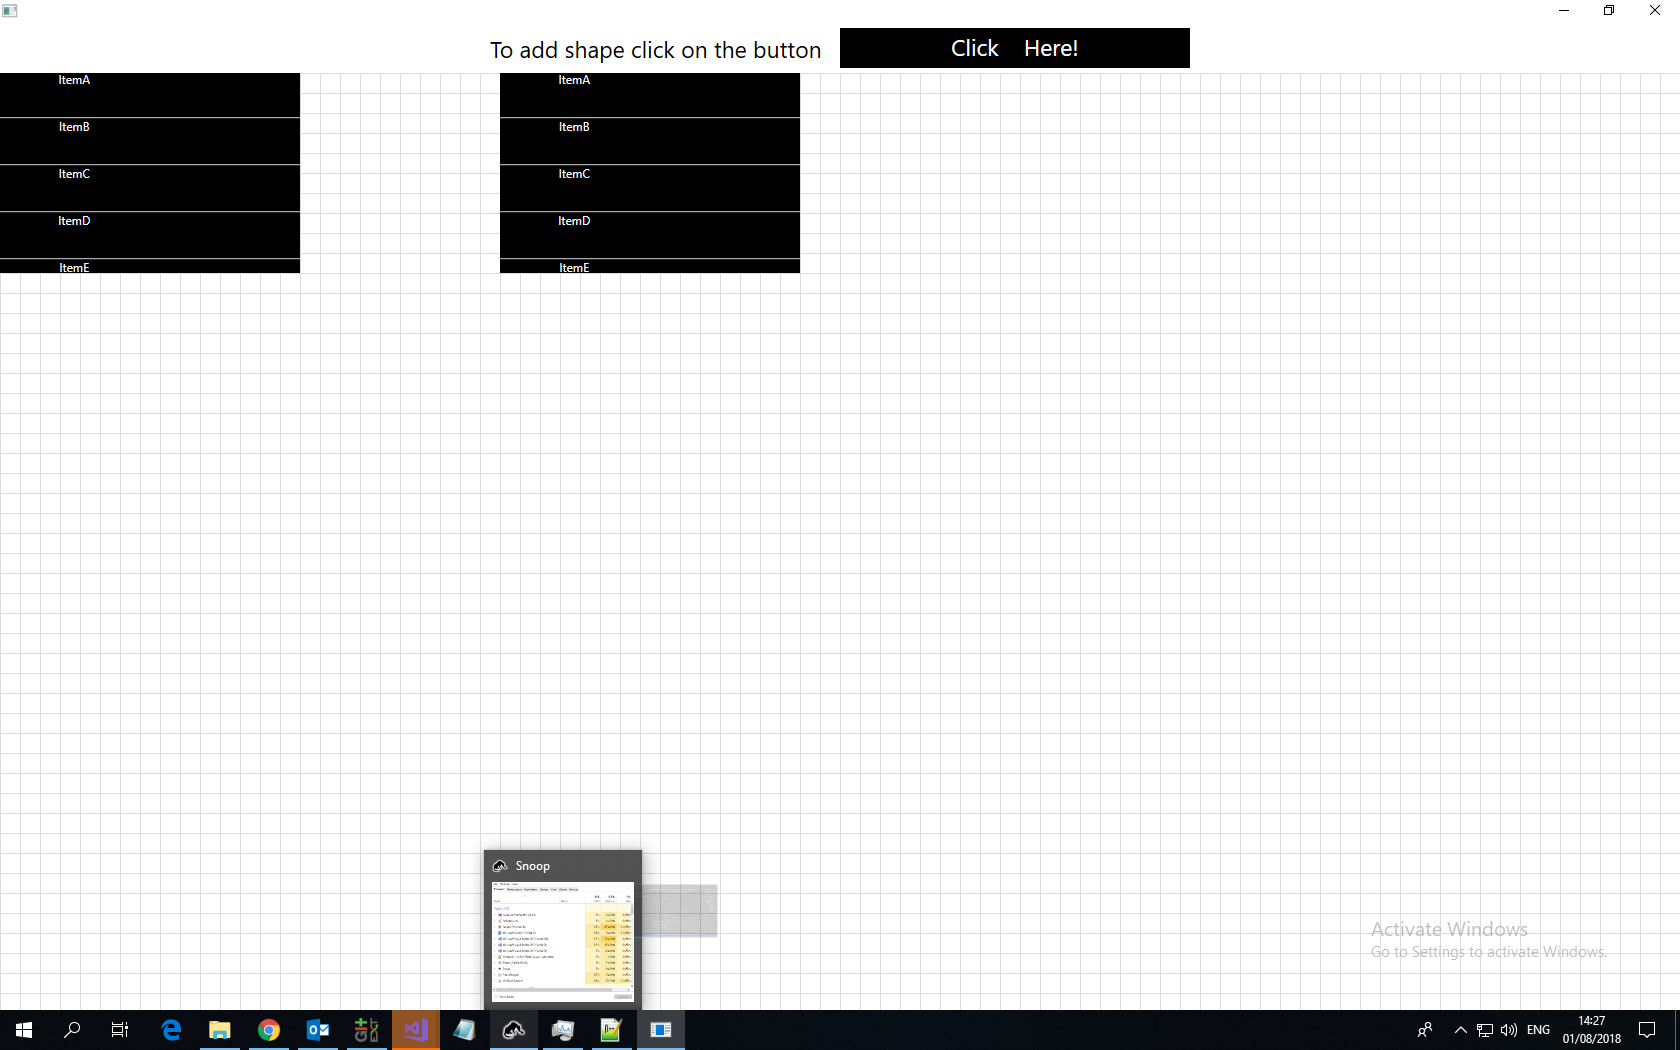 To add shape click on the button
Click Here!
ItemA
ItemB
ItemC
ItemD
ItemE
ItemA
ItemB
ItemC
ItemD
ItemE
Snoop
Activate Windows
Go to Settings to activate Windows.
ENG
14:27
01/08/2018